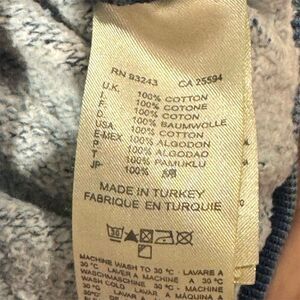 RN 93243 CA 25594
U.K. 100% COTTON
I. 100% COTONE
F. 100% COTON
D. 100% BAUMWOLLE
USA 100% COTTON
E-MEX 100% ALGODON
P 100% ALGODAO
T 100% PAMUKLU
JP 100%
MADE IN TURKEY
FABRIQUE EN TURQUIE
30
MACHINE WASH TO 30 °C - LAVARE A
30 °C - LAVER A MACHINE A 30 °C
WASCHMASCHINE 30 °C - MACHINE
WASH COLD. LAVAR A MÁQUINA A
30